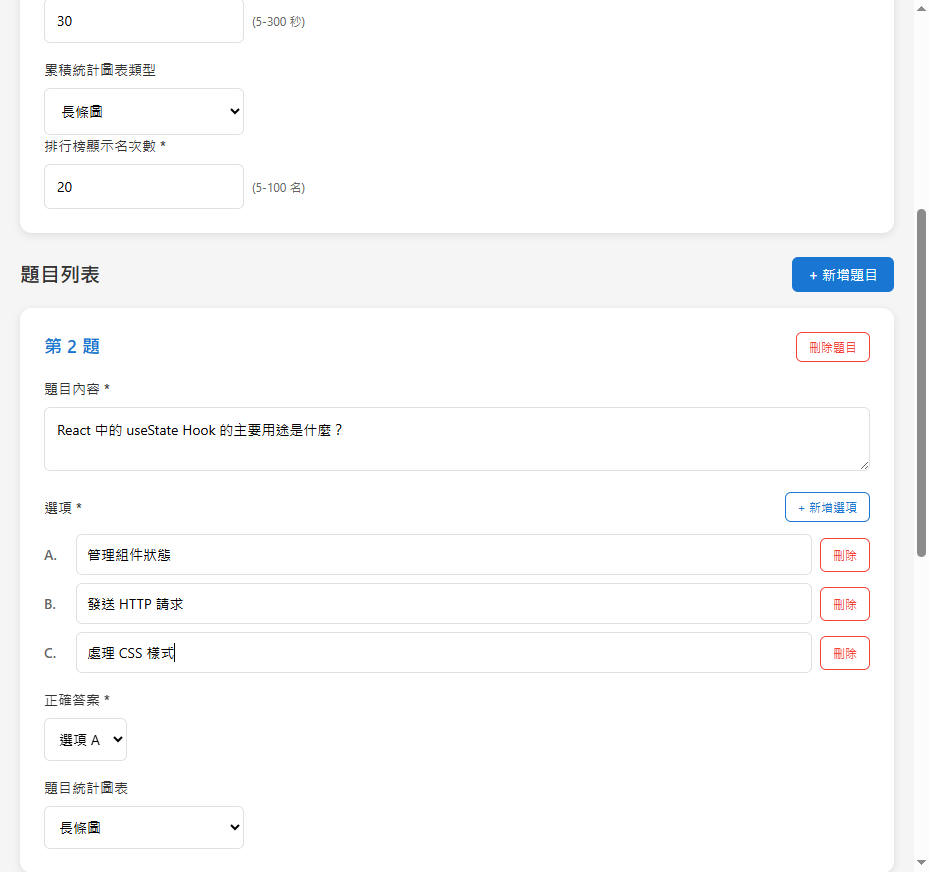 30 (5-300 秒)
累積統計圖表類型
長條圖
排行榜顯示名次數 *
20 (5-100 名)
題目列表 + 新增題目
第 2 題 刪除題目
題目內容 *
React 中的 useState Hook 的主要用途是什麼？
選項 * + 新增選項
A. 管理組件狀態 刪除
B. 發送 HTTP 請求 刪除
C. 處理 CSS 樣式 刪除
正確答案 *
選項 A
題目統計圖表
長條圖